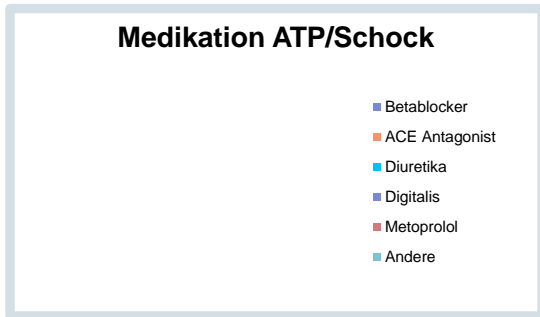 Medikation ATP/Schock
Betablocker
ACE Antagonist
Diuretika
Digitalis
Metoprolol
Andere